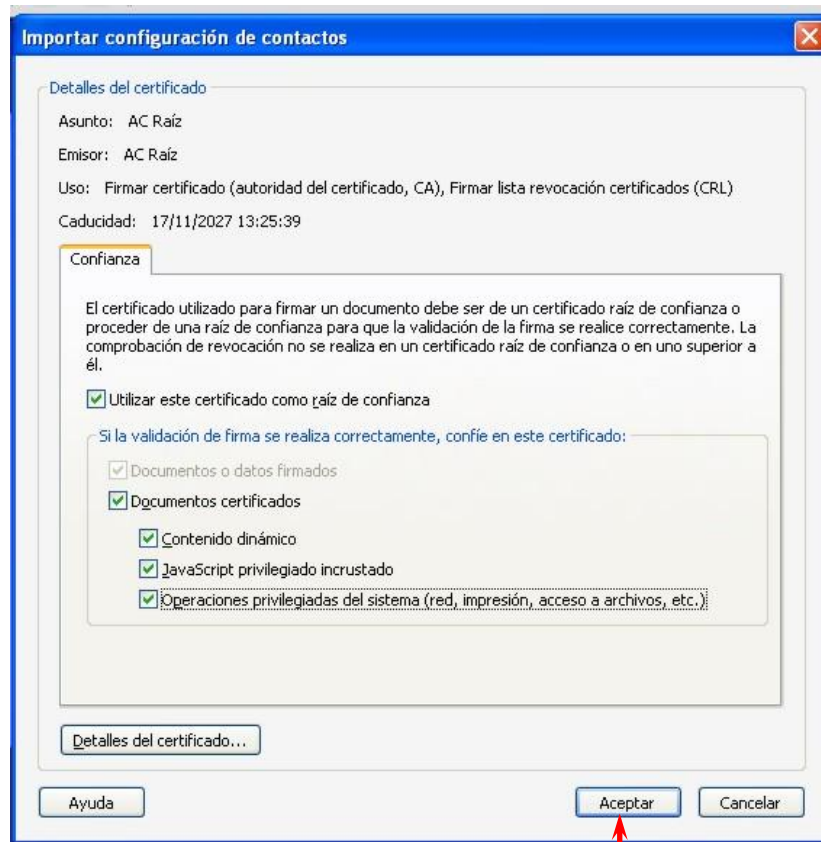 Importar configuración de contactos
Detalles del certificado
Asunto: AC Raíz
Emisor: AC Raíz
Uso: Firmar certificado (autoridad del certificado, CA), Firmar lista revocación certificados (CRL)
Caducidad: 17/11/2027 13:25:39
Confianza
El certificado utilizado para firmar un documento debe ser de un certificado raíz de confianza o
proceder de una raíz de confianza para que la validación de la firma se realice correctamente. La
comprobación de revocación no se realiza en un certificado raíz de confianza o en uno superior a
él.
Utilizar este certificado como raíz de confianza
Si la validación de firma se realiza correctamente, confíe en este certificado:
Documentos o datos firmados
Documentos certificados
Contenido dinámico
JavaScript privilegiado incrustado
Operaciones privilegiadas del sistema (red, impresión, acceso a archivos, etc.)
Detalles del certificado...
Ayuda
Aceptar
Cancelar